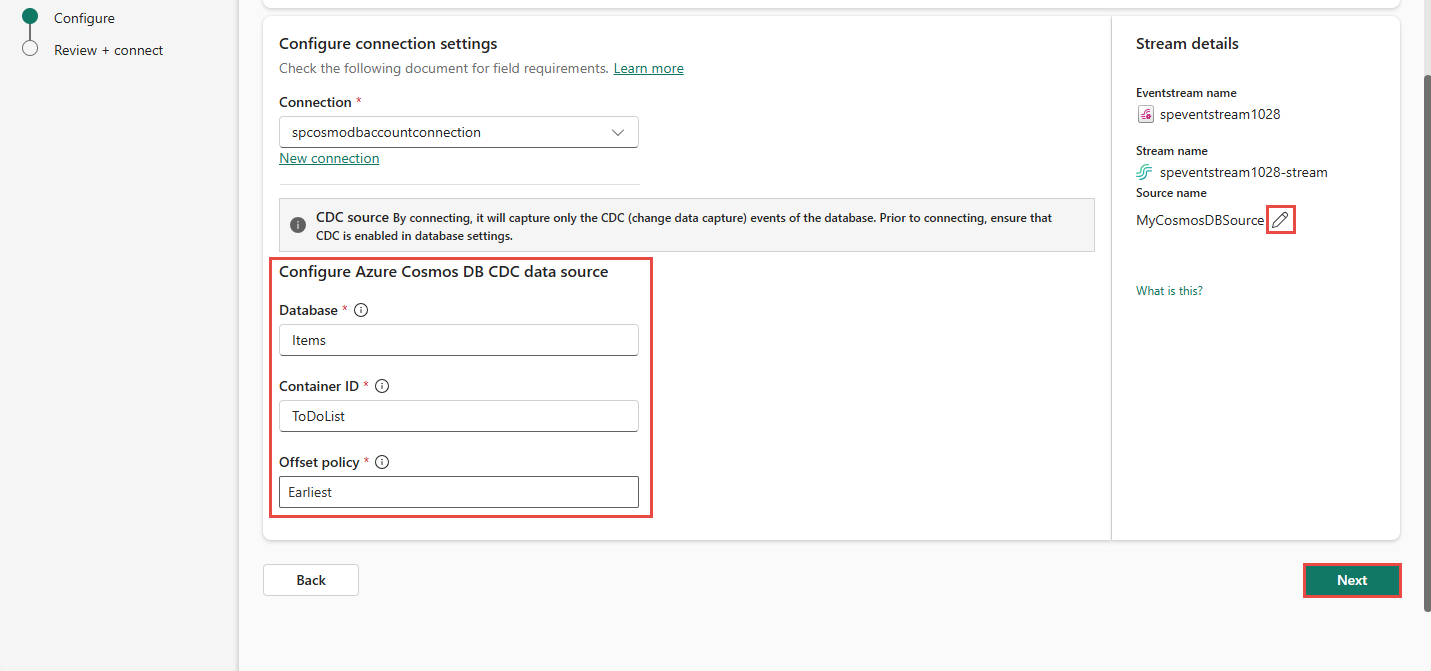 Configure
Review + connect
Configure connection settings
Check the following document for field requirements. Learn more
Connection *
spcosmodbaccountconnection
New connection
CDC source By connecting, it will capture only the CDC (change data capture) events of the database. Prior to connecting, ensure that
CDC is enabled in database settings.
Configure Azure Cosmos DB CDC data source
Database *
Items
Container ID *
ToDoList
Offset policy *
Earliest
Back
Next
Stream details
Eventstream name
speventstream1028
Stream name
speventstream1028-stream
Source name
MyCosmosDBSource
What is this?